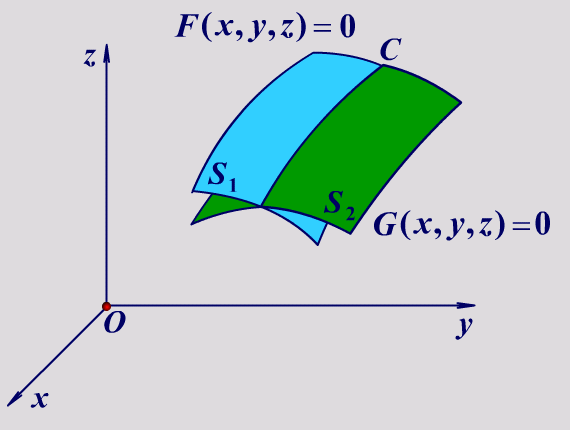 F(x, y, z) = 0
C
z
S₁
S₂
G(x, y, z) = 0
O
y
x